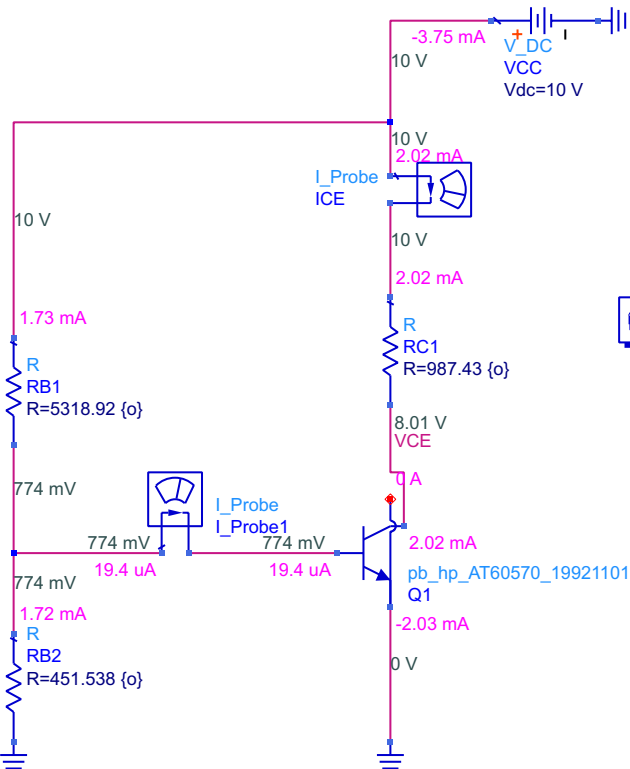 -3.75 mA
+
V_DC
VCC
Vdc=10 V
10 V
10 V
2.02 mA
I_Probe
ICE
10 V
10 V
2.02 mA
1.73 mA
R
RB1
R=5318.92 {o}
R
RC1
R=987.43 {o}
8.01 V
VCE
0 A
774 mV
I_Probe
I_Probe1
774 mV
19.4 uA
774 mV
19.4 uA
2.02 mA
pb_hp_AT60570_19921101
Q1
774 mV
1.72 mA
-2.03 mA
R
RB2
R=451.538 {o}
0 V